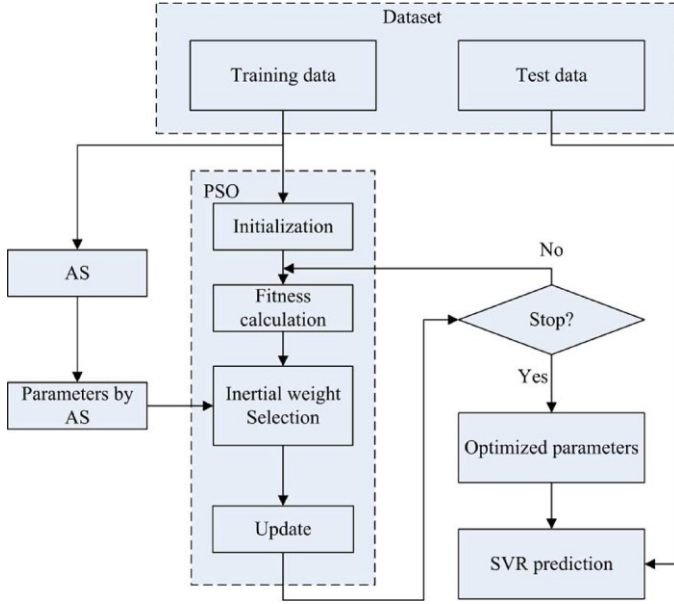 Dataset
Training data
Test data
PSO
Initialization
No
AS
Fitness
calculation
Stop?
Yes
Parameters by
AS
Inertial weight
Selection
Optimized parameters
Update
SVR prediction